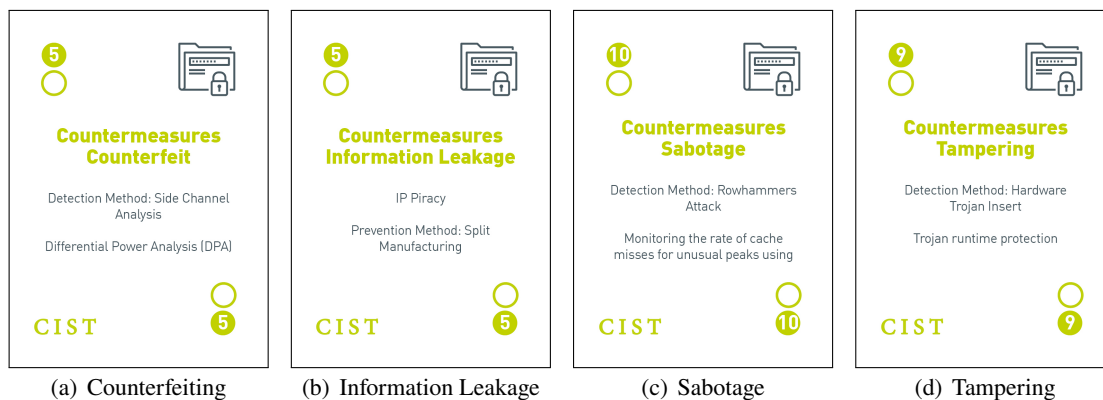 5
Countermeasures
Counterfeit
Detection Method: Side Channel
Analysis
Differential Power Analysis (DPA)
CIST
5
(a) Counterfeiting
5
Countermeasures
Information Leakage
IP Piracy
Prevention Method: Split
Manufacturing
CIST
5
(b) Information Leakage
10
Countermeasures
Sabotage
Detection Method: Rowhammers
Attack
Monitoring the rate of cache
misses for unusual peaks using
CIST
10
(c) Sabotage
9
Countermeasures
Tampering
Detection Method: Hardware
Trojan Insert
Trojan runtime protection
CIST
9
(d) Tampering